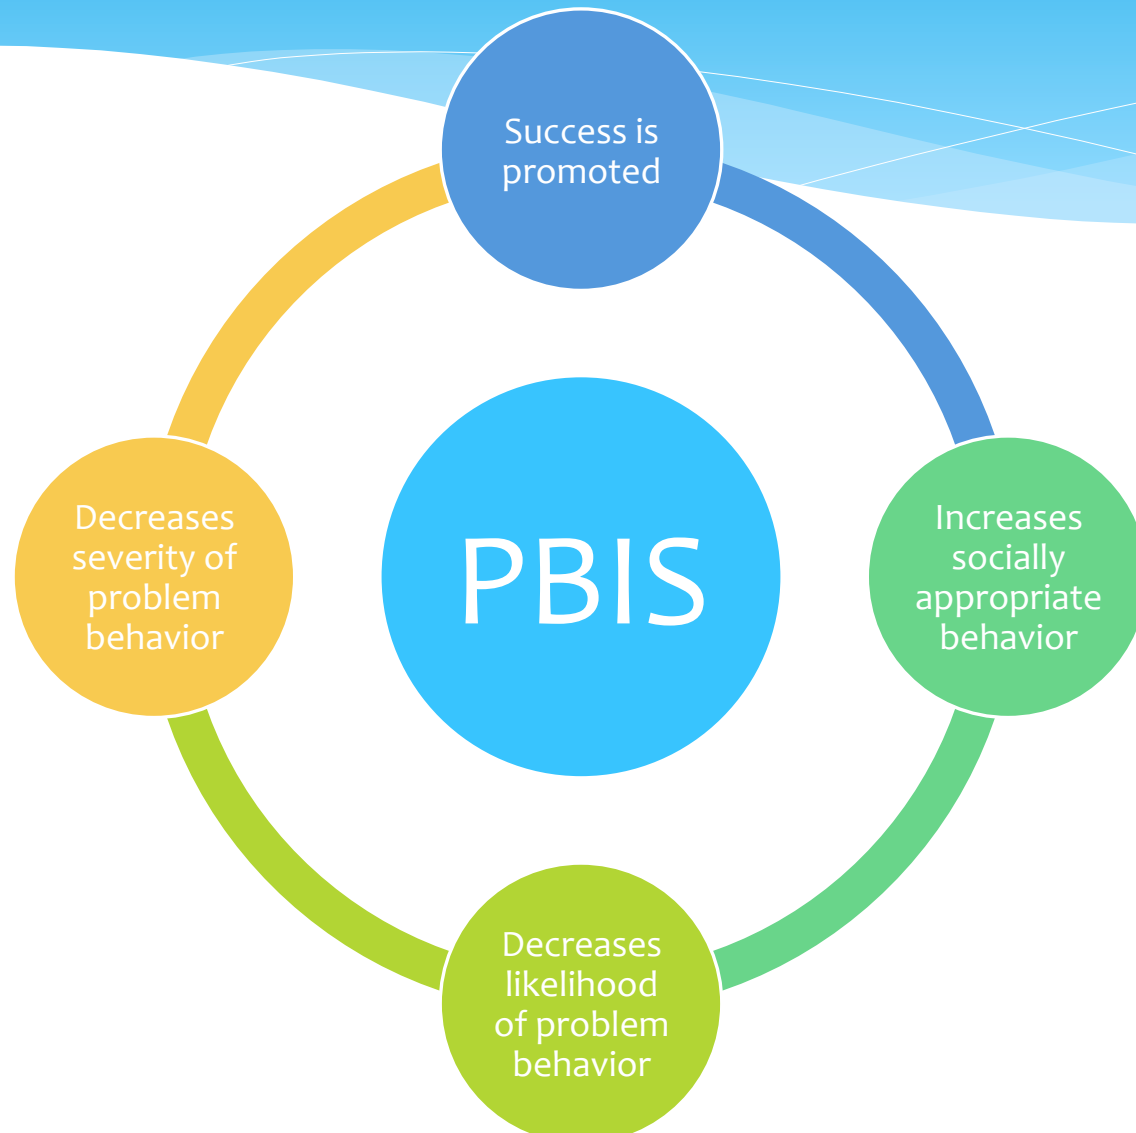 Success is
promoted
Increases
socially
appropriate
behavior
Decreases
likelihood
of problem
behavior
Decreases
severity of
problem
behavior
PBIS